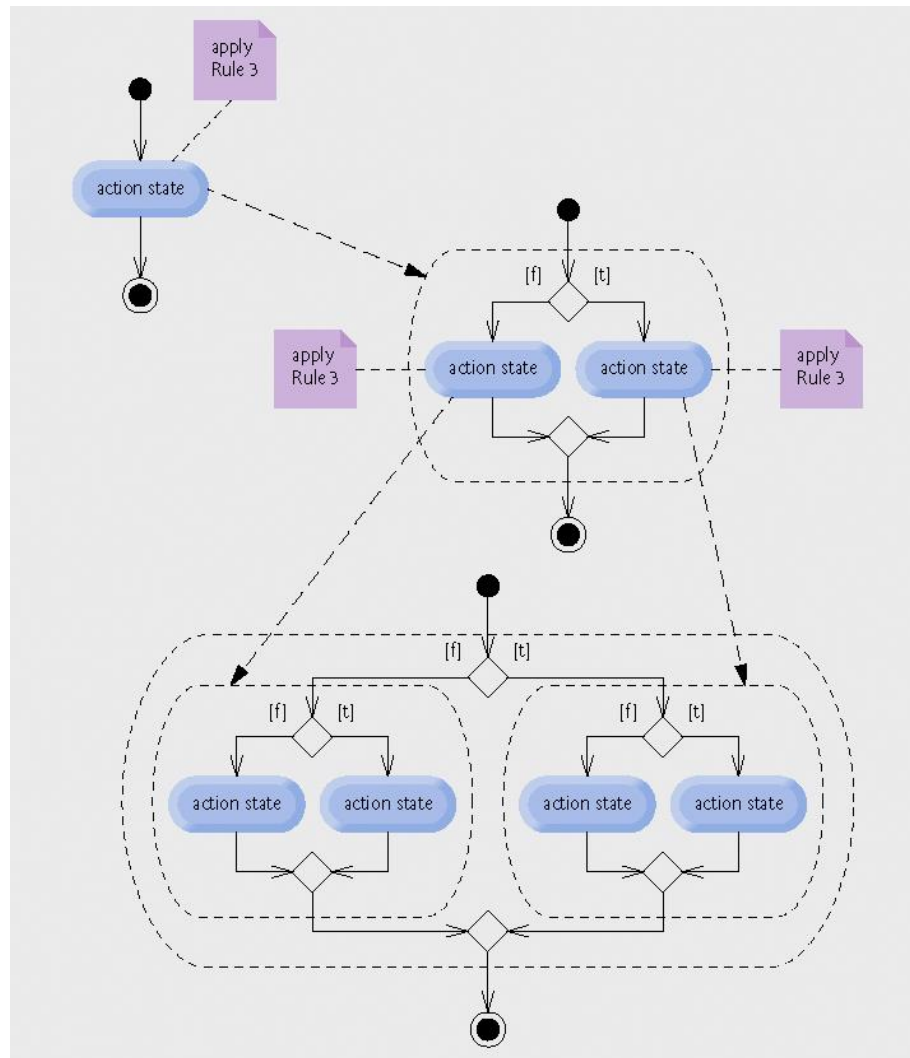 apply
Rule 3
action state
[f]
[t]
apply
Rule 3
action state
action state
apply
Rule 3
[f]
[t]
[f]
[t]
[f]
[t]
action state
action state
action state
action state